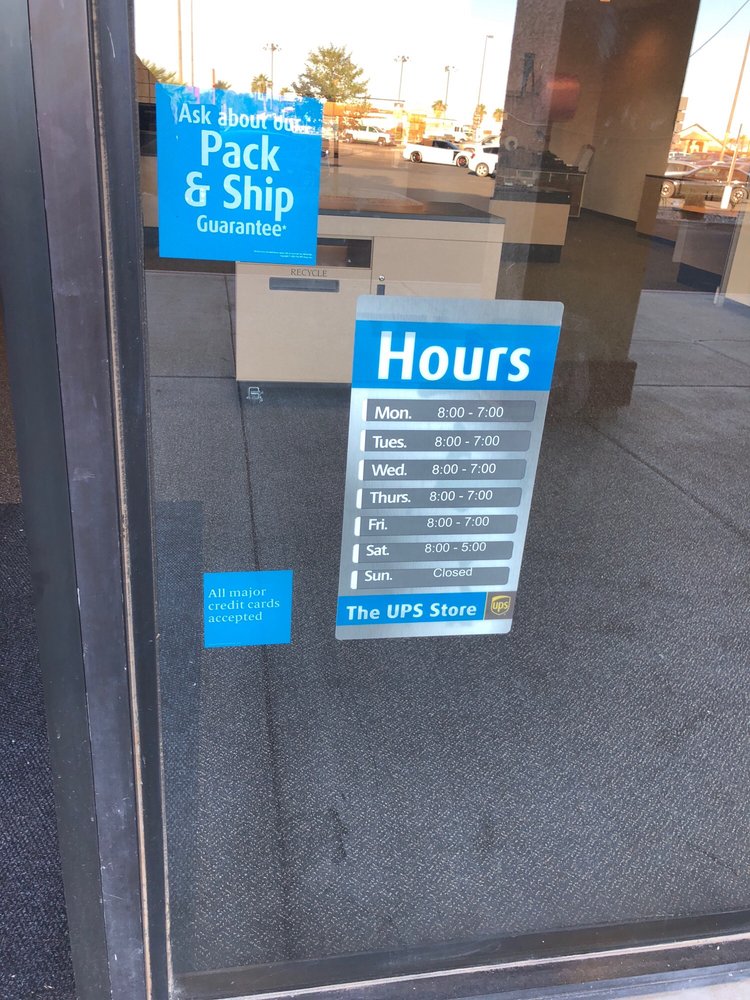 Ask about our
Pack
& Ship
Guarantee*
RECYCLE
Hours
Mon. 8:00 - 7:00
Tues. 8:00 - 7:00
Wed. 8:00 - 7:00
Thurs. 8:00 - 7:00
Fri. 8:00 - 7:00
Sat. 8:00 - 5:00
Sun. Closed
The UPS Store ups
All major
credit cards
accepted